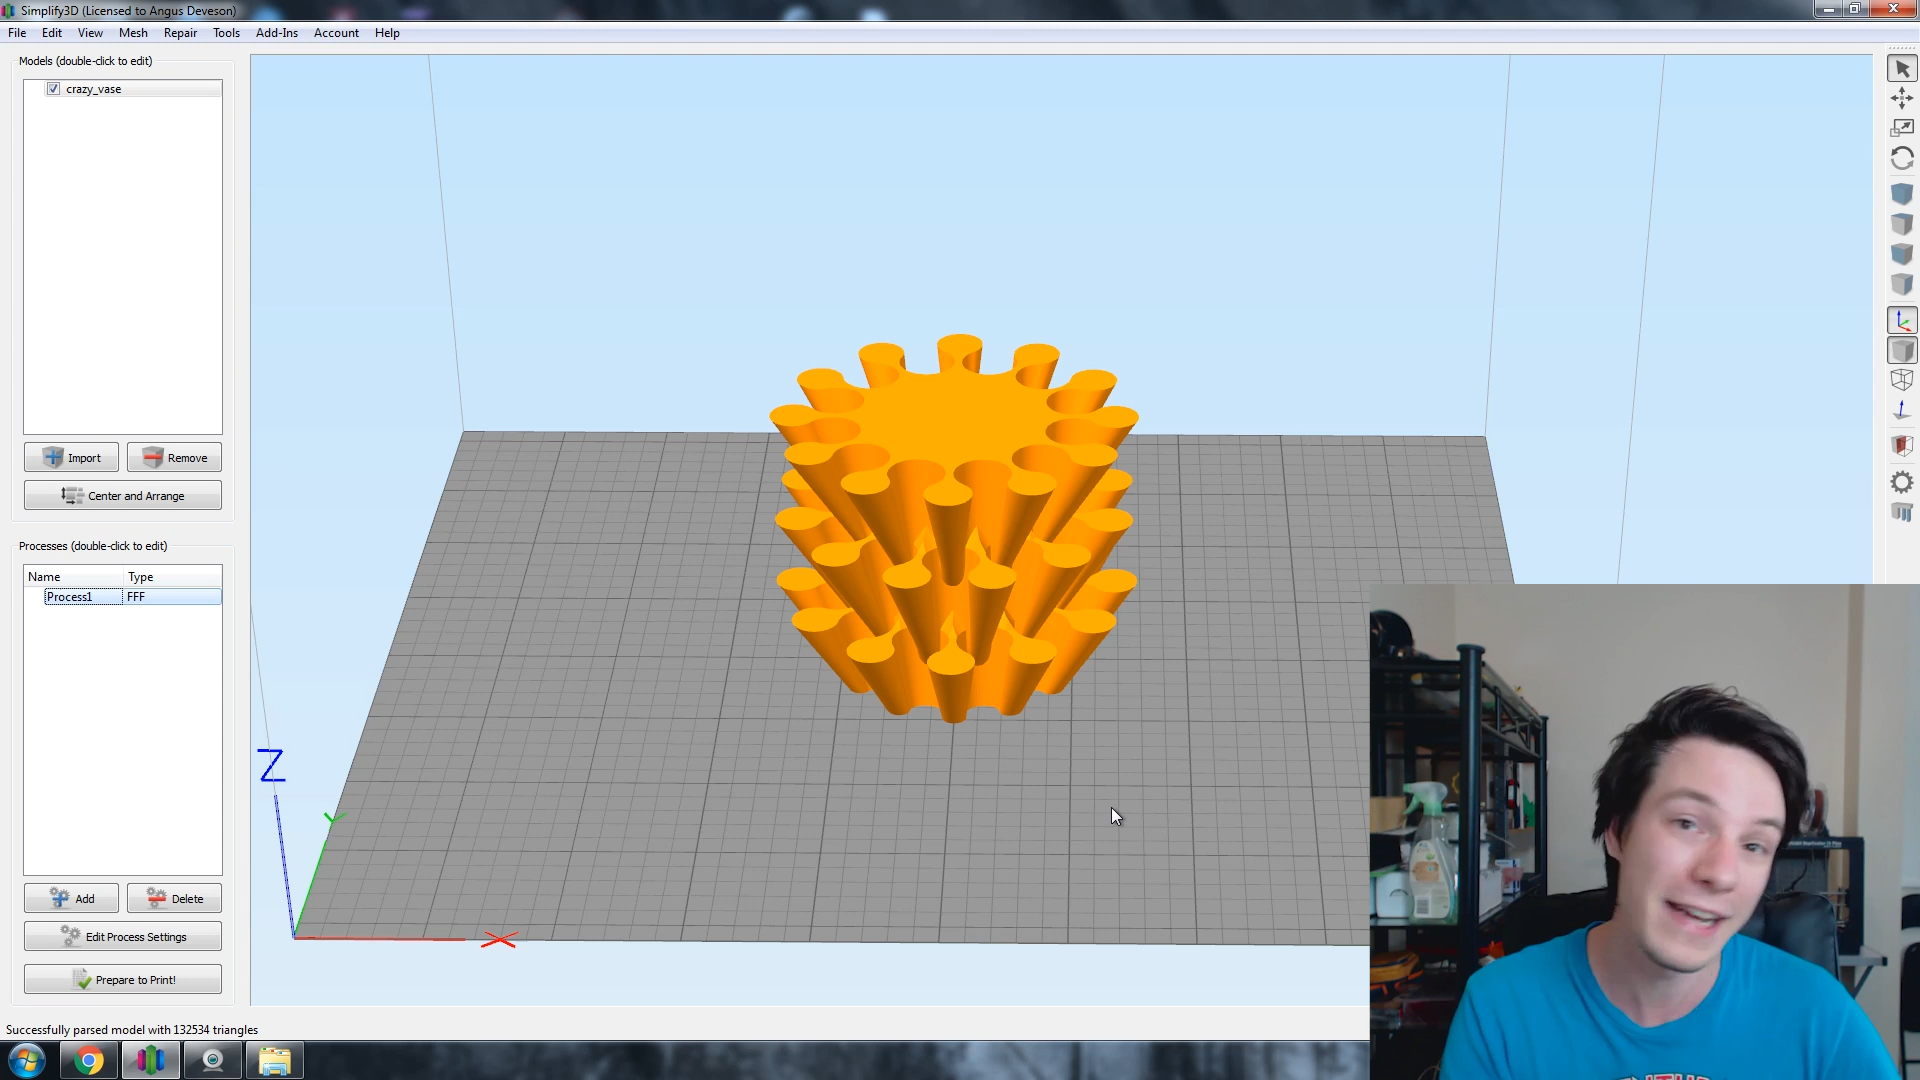 Simplify3D (Licensed to Angus Deveson)
File Edit View Mesh Repair Tools Add-Ins Account Help
Models (double-click to edit)
crazy_vase
Import Remove
Center and Arrange
Processes (double-click to edit)
Name Type
Process1 FFF
Add Delete
Edit Process Settings
Prepare to Print!
Z
Y
X
Successfully parsed model with 132534 triangles